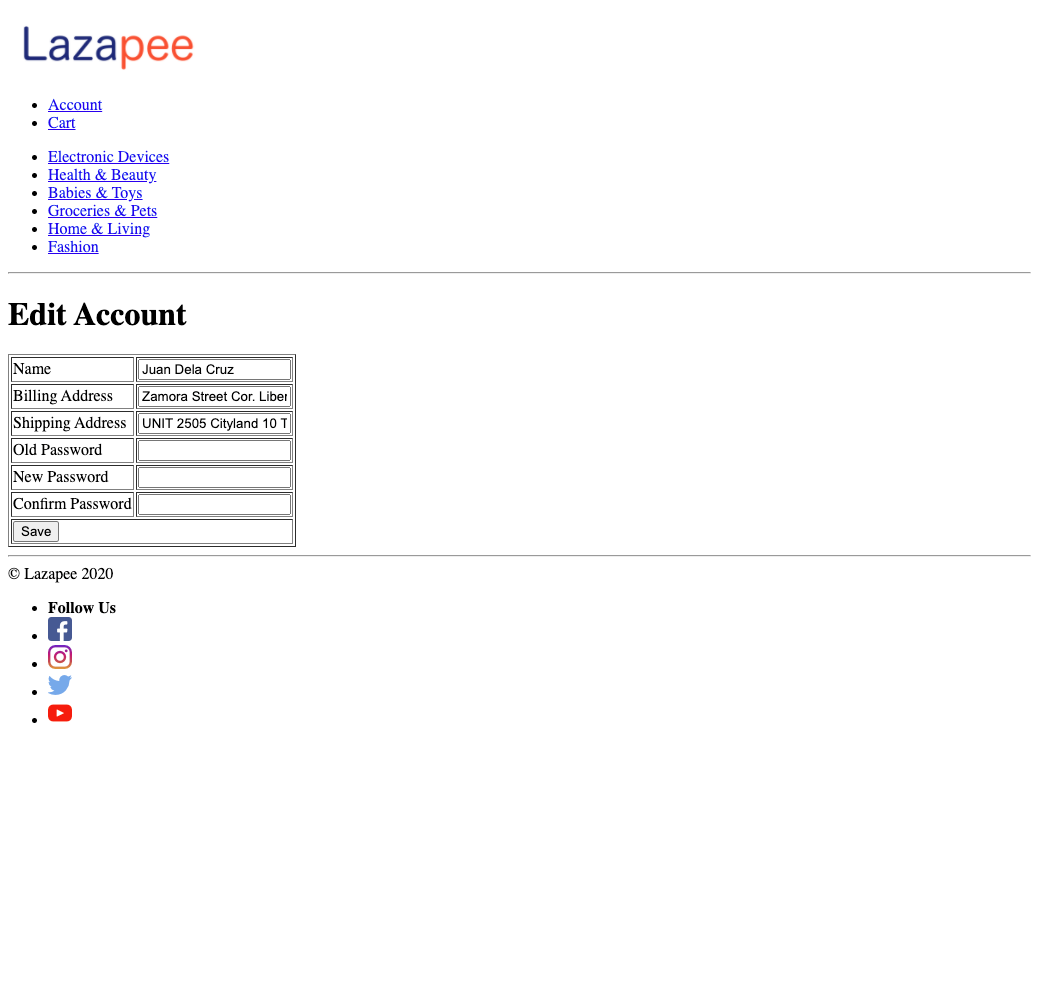 Lazapee
Account
Cart
Electronic Devices
Health & Beauty
Babies & Toys
Groceries & Pets
Home & Living
Fashion
Edit Account
Name Juan Dela Cruz
Billing Address Zamora Street Cor. Liber
Shipping Address UNIT 2505 Cityland 10 T
Old Password
New Password
Confirm Password
Save
© Lazapee 2020
Follow Us